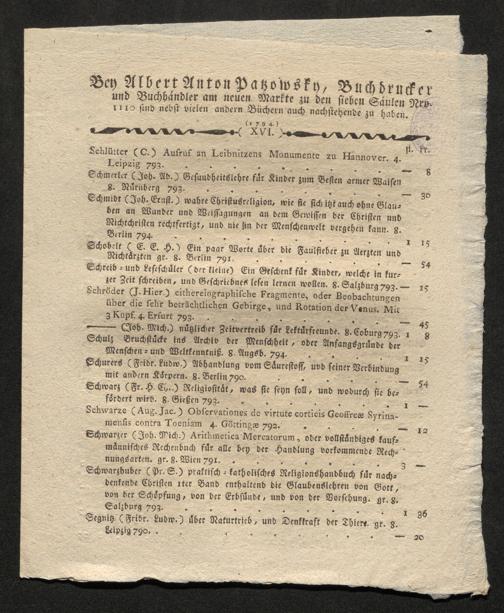 Bey Albert Anton Patzowsky, Buchdrucker
und Buchhändler am neuen Markte zu den sieben Säulen Nro.
1110 sind nebst vielen andern Büchern auch nachstehende zu haben.
(1794)
( XVI. )
fl. kr.
Schlütter (C.) Aufruf an Leibnitzens Monumente zu Hannover. 4.
Leipzig 793. — 8
Schmerler (Joh. Ad.) Gesundheitslehre für Kinder zum Besten armer Waisen
8. Nürnberg 793. — 30
Schmidt (Joh. Ernst.) wahre Christusreligion, wie sie sich itzt auch ohne Glau-
ben an Wunder und Weissagungen an dem Gewissen der Christen und
Nichtchristen rechtfertigt, und nie in der Menschenwelt vergehen kann. 8.
Berlin 794. 1 15
Schobelt (E. E. H.) Ein paar Worte über die Faulfieber zu Aerzten und
Nichtärzten gr. 8. Berlin 791. — 54
Schreib- und Leseschüler (der kleine) Ein Geschenk für Kinder, welche in kur-
zer Zeit schreiben, und Geschriebnes lesen lernen wollen. 8. Salzburg 793. — 15
Schröder (J. Hier.) cithereiographische Fragmente, oder Beobachtungen
über die sehr beträchtlichen Gebirge, und Rotation der Venus. Mit
3 Kupf. 4. Erfurt 793. — 45
—— (Joh. Mich.) nützlicher Zeitvertreib für Lektürfreunde. 8. Coburg 793. 1 8
Schulz Bruchstücke ins Archiv der Menschheit, oder Anfangsgründe der
Menschen- und Weltkenntniß. 8. Augsb. 794. 1 15
Schurers (Fridr. Ludw.) Abhandlung vom Säurestoff, und seiner Verbindung
mit andern Körpern. 8. Berlin 790. — 54
Schwarz (Fr. H. C.) Religiosität, was sie seyn soll, und wodurch sie be-
fördert wird. 8. Gießen 793. 1 —
Schwarze (Aug. Jac.) Observationes de virtute corticis Geoffreæ Syrina-
mensis contra Toeniam 4. Göttingæ 792. — 12
Schwarzer (Joh. Mich.) Arithmetica Mercatorum, oder vollständiges kauf-
männisches Rechenbuch für alle bey der Handlung vorkommende Rech-
nungsarten. gr. 8. Wien 791. 3 —
Schwarzhuber (Pr. S.) praktisch-katholisches Religionshandbuch für nach-
denkende Christen 1ter Band enthaltend die Glaubenslehren von Gott,
von der Schöpfung, von der Erbsünde, und von der Vorsehung. gr. 8.
Salzburg 793. 1 36
Segnitz (Fridr. Ludw.) über Naturtrieb, und Denkkraft der Thiere. gr. 8.
Leipzig 790. — 20